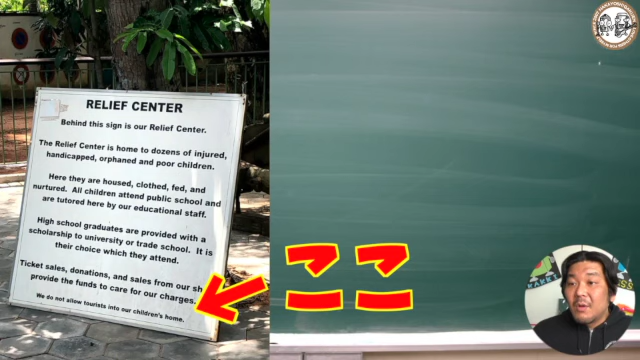 RELIEF CENTER
Behind this sign is our Relief Center.
The Relief Center is home to dozens of injured,
handicapped, orphaned and poor children.
Here they are housed, clothed, fed, and
nurtured. All children attend public school and
are tutored here by our educational staff.
High school graduates are provided with a
scholarship to university or trade school. It is
their choice which they attend.
Ticket sales, donations, and sales from our sh
provide the funds to care for our charges.
We do not allow tourists into our children's home.
ここ